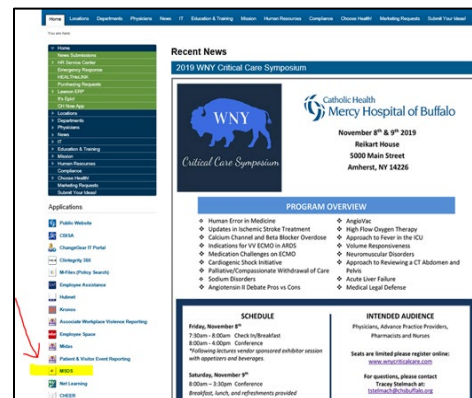 Home Locations Departments Physicians News IT Education & Training Mission Human Resources Compliance Choose Health! Marketing Requests Submit Your Ideas!
You are here:
Home
News Submissions
HR Service Center
Emergency Response
HEALTHeLINK
Purchasing Requests
Lawson ERP
It's Epic!
CH Now App
Locations
Departments
Physicians
News
IT
Education & Training
Mission
Human Resources
Compliance
Choose Health!
Marketing Requests
Submit Your Ideas!
Applications
Public Website
CBISA
ChangeGear IT Portal
Clintegrity 360
M-Files (Policy Search)
Employee Assistance
Hubnet
Kronos
Associate Workplace Violence Reporting
Employee Space
Midas
Patient & Visitor Event Reporting
MSDS
Net Learning
CHEER
Recent News
2019 WNY Critical Care Symposium
WNY
Critical Care Symposium
Catholic Health
Mercy Hospital of Buffalo
November 8th & 9th 2019
Reikart House
5000 Main Street
Amherst, NY 14226
PROGRAM OVERVIEW
Human Error in Medicine
Updates in Ischemic Stroke Treatment
Calcium Channel and Beta Blocker Overdose
Indications for VV ECMO in ARDS
Medication Challenges on ECMO
Cardiogenic Shock Initiative
Palliative/Compassionate Withdrawal of Care
Sodium Disorders
Angiotensin II Debate Pros vs Cons
AngioVac
High Flow Oxygen Therapy
Approach to Fever in the ICU
Volume Responsiveness
Neuromuscular Disorders
Approach to Reviewing a CT Abdomen and
Pelvis
Acute Liver Failure
Medical Legal Defense
SCHEDULE
Friday, November 8th
7:30am - 8:00am Check In/Breakfast
8:00am - 4:00pm Conference
*Following lectures vendor sponsored exhibitor session
with appetizers and beverages.
Saturday, November 9th
8:00am – 3:30pm Conference
Breakfast, lunch, and refreshments provided
INTENDED AUDIENCE
Physicians, Advance Practice Providers,
Pharmacists and Nurses
Seats are limited please register online:
www.wnycriticalcare.com
For questions, please contact
Tracey Stelmach at:
tstelmach@chsbuffalo.org